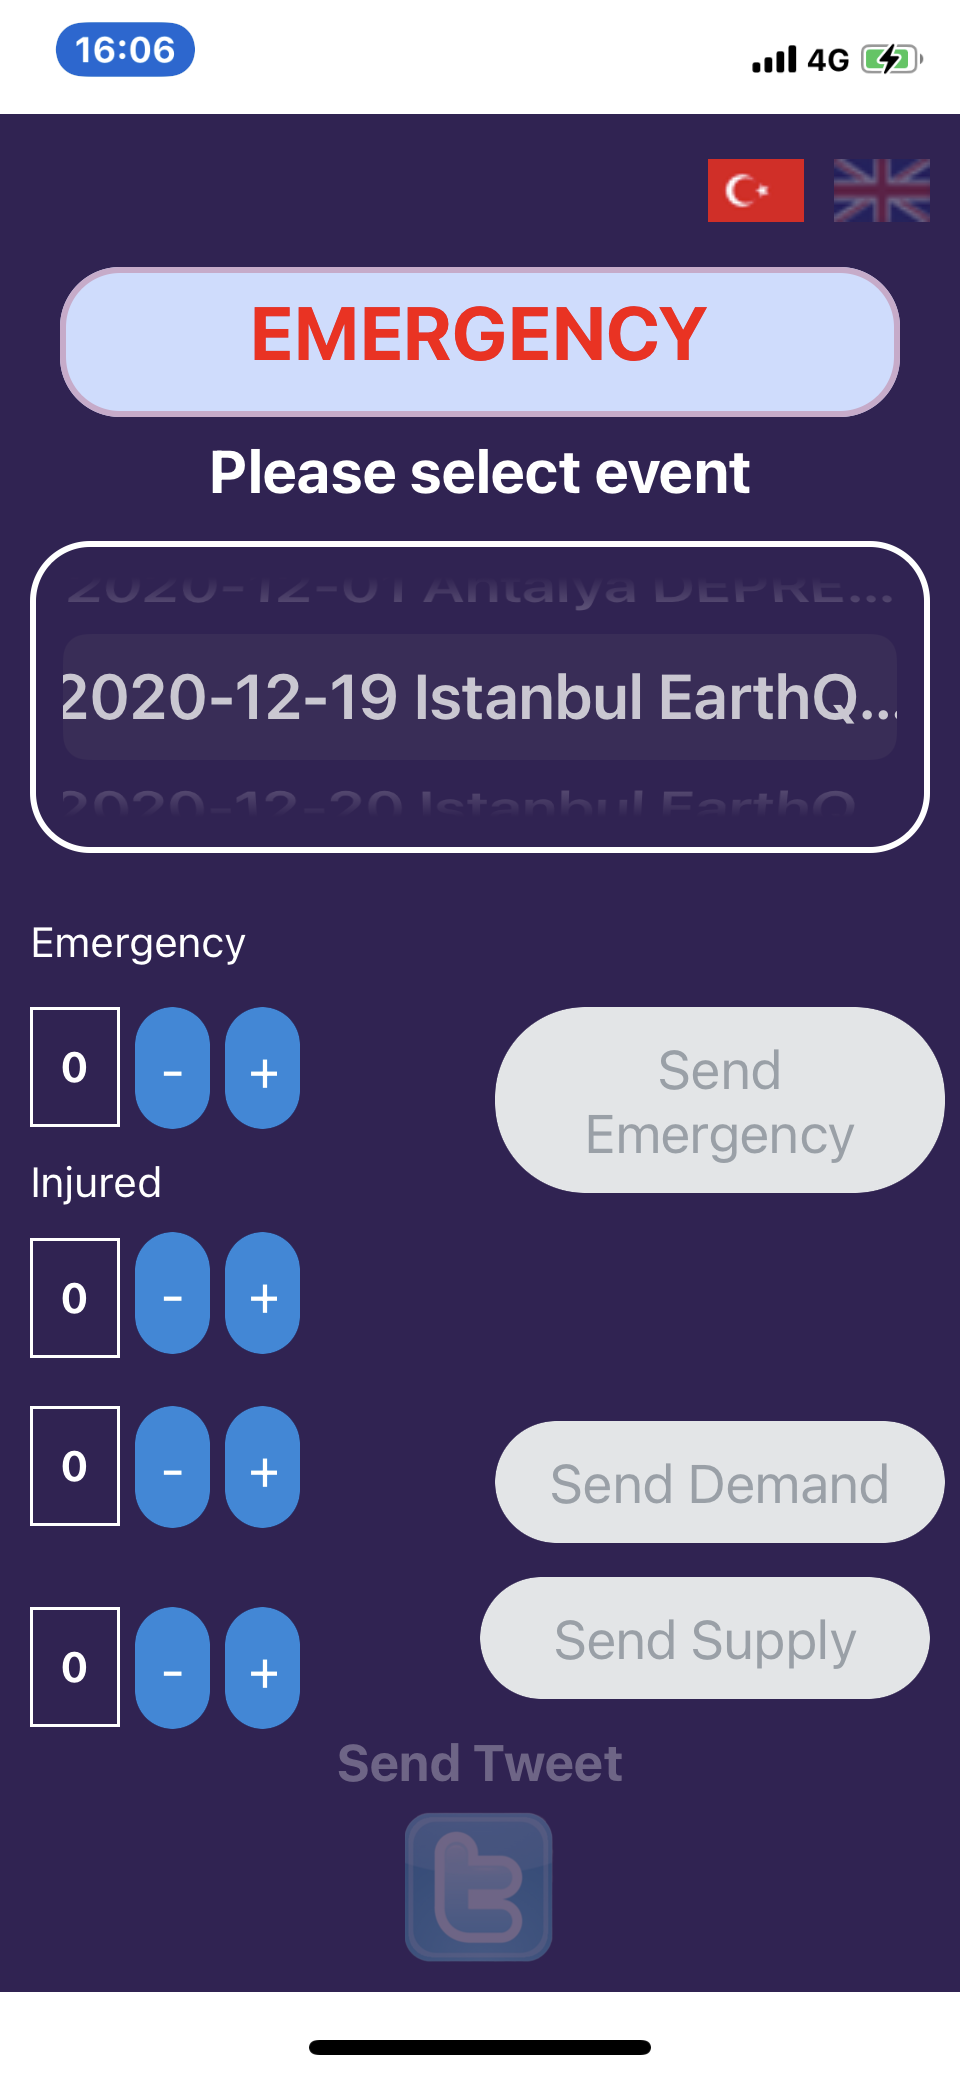 16:06
4G
EMERGENCY
Please select event
2020-12-01 Antalya DEPRE...
2020-12-19 Istanbul EarthQ...
2020-12-20 Istanbul EarthQ
Emergency
0 - +
Send
Emergency
Injured
0 - +
0 - +
Send Demand
0 - +
Send Supply
Send Tweet
t